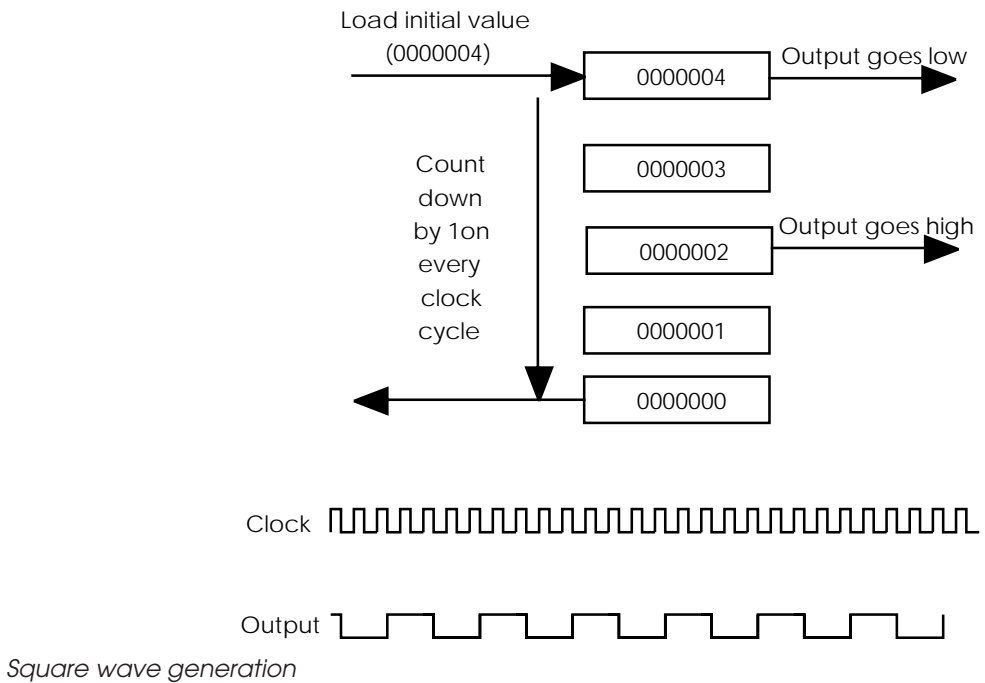 Load initial value
(0000004)
0000004
Output goes low
Count
down
by 1on
every
clock
cycle
0000003
Output goes high
0000002
0000001
0000000
Clock
Output
Square wave generation